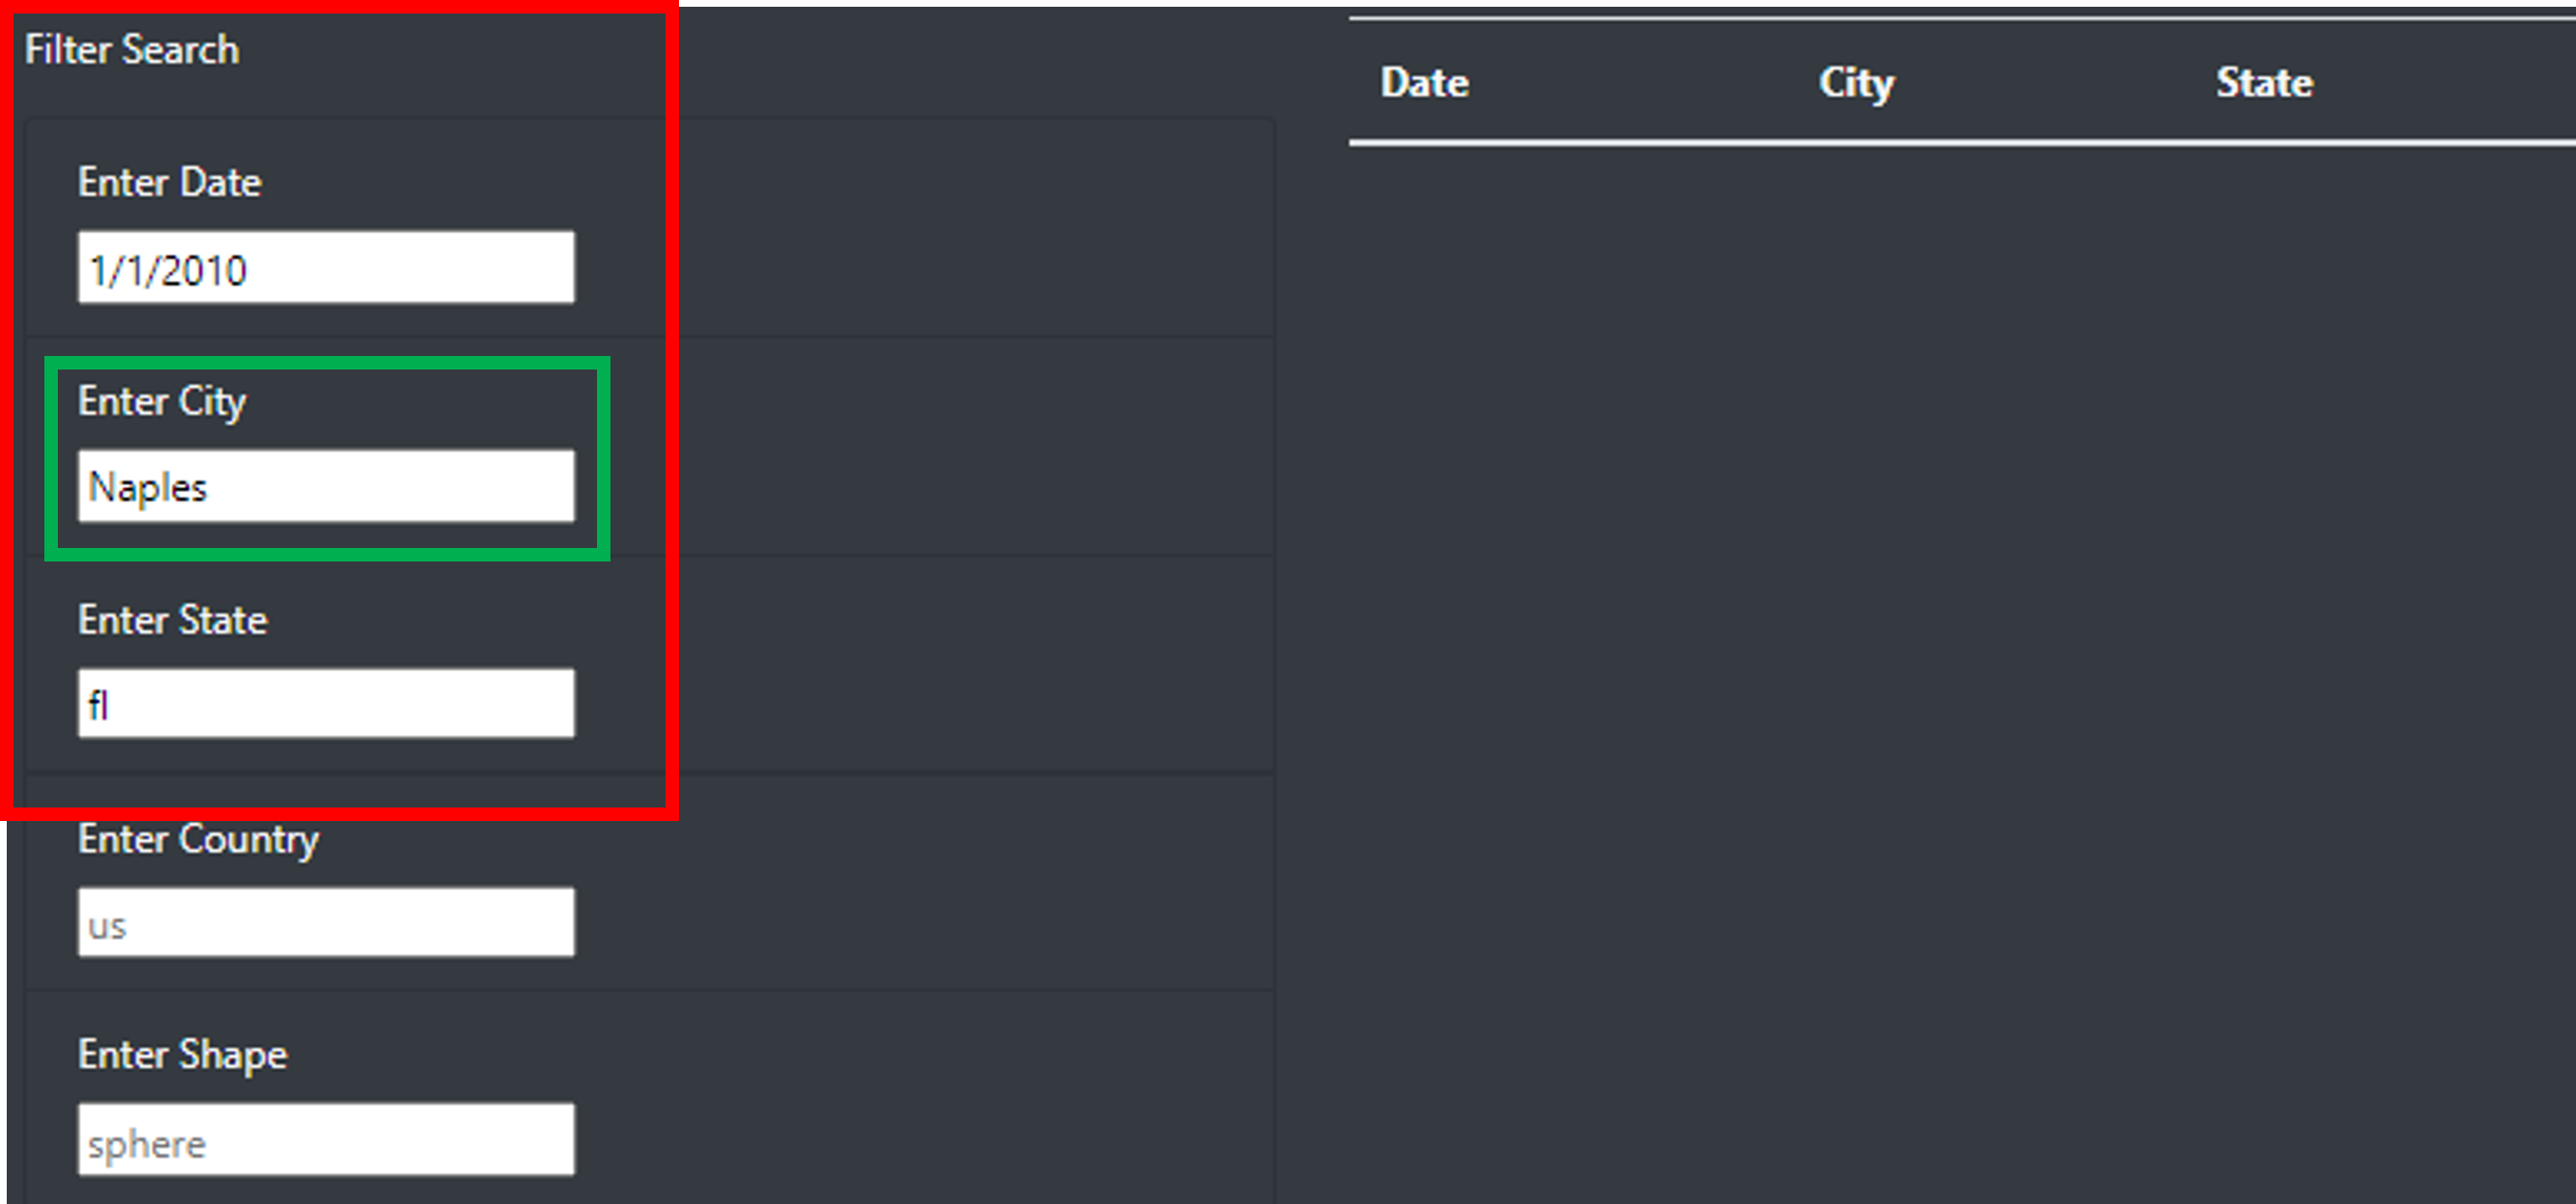 Filter Search
Enter Date
1/1/2010
Enter City
Naples
Enter State
fl
Enter Country
us
Enter Shape
sphere
Date City State